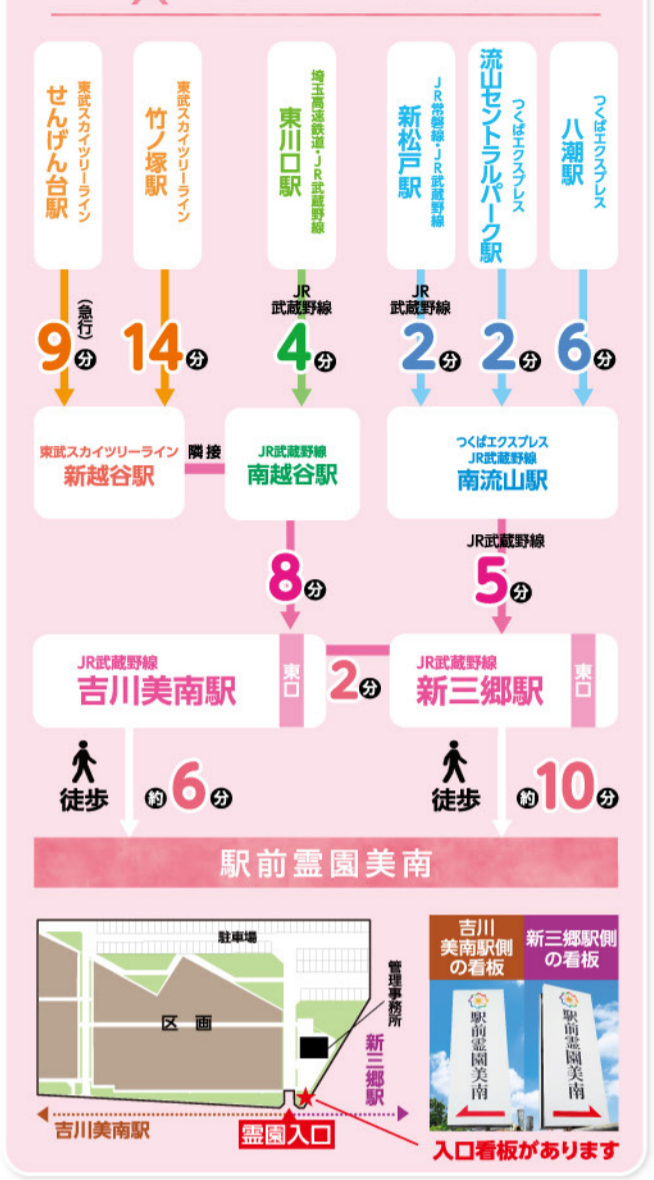 東武スカイツリーライン
せんげん台駅
東武スカイツリーライン
竹ノ塚駅
埼玉高速鉄道・JR武蔵野線
東川口駅
JR常磐線・JR武蔵野線
新松戸駅
つくばエクスプレス
流山セントラルパーク駅
つくばエクスプレス
八潮駅
(急行)
9分
14分
JR
武蔵野線
4分
JR
武蔵野線
2分
2分
6分
東武スカイツリーライン
新越谷駅
隣接
JR武蔵野線
南越谷駅
つくばエクスプレス
JR武蔵野線
南流山駅
8分
JR武蔵野線
5分
JR武蔵野線
吉川美南駅
東口
2分
JR武蔵野線
新三郷駅
東口
徒歩
約6分
徒歩
約10分
駅前霊園美南
駐車場
区画
管理事務所
新三郷駅
吉川美南駅
霊園入口
吉川
美南駅側
の看板
新三郷駅側
の看板
駅前霊園美南
駅前霊園美南
入口看板があります